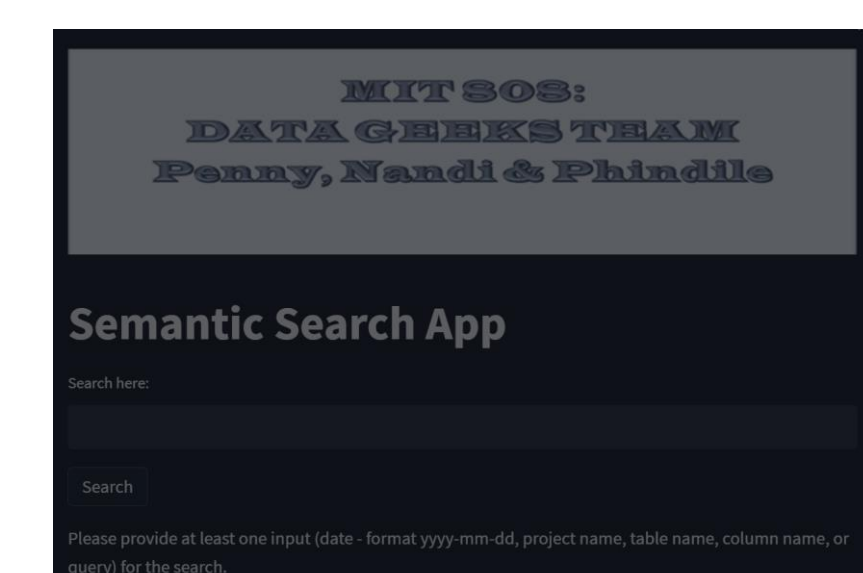 MIT SOS:
DATA GEEKS TEAM
Penny, Nandi & Phindile
Semantic Search App
Search here:
Search
Please provide at least one input (date - format yyyy-mm-dd, project name, table name, column name, or
query) for the search.